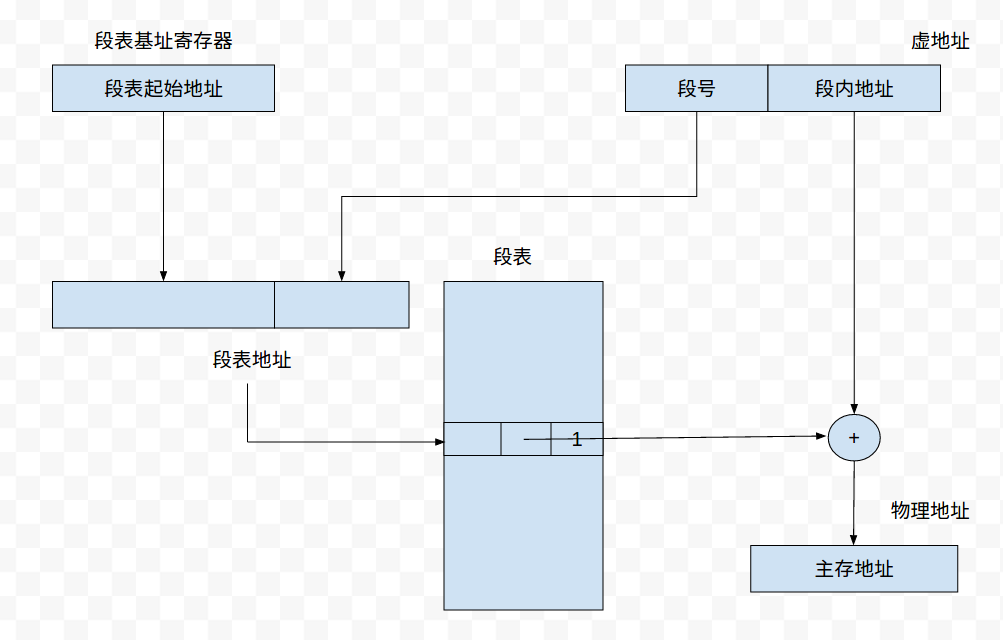 段表基址寄存器
虚地址
段表起始地址
段号
段内地址
段表
段表地址
1
+
物理地址
主存地址